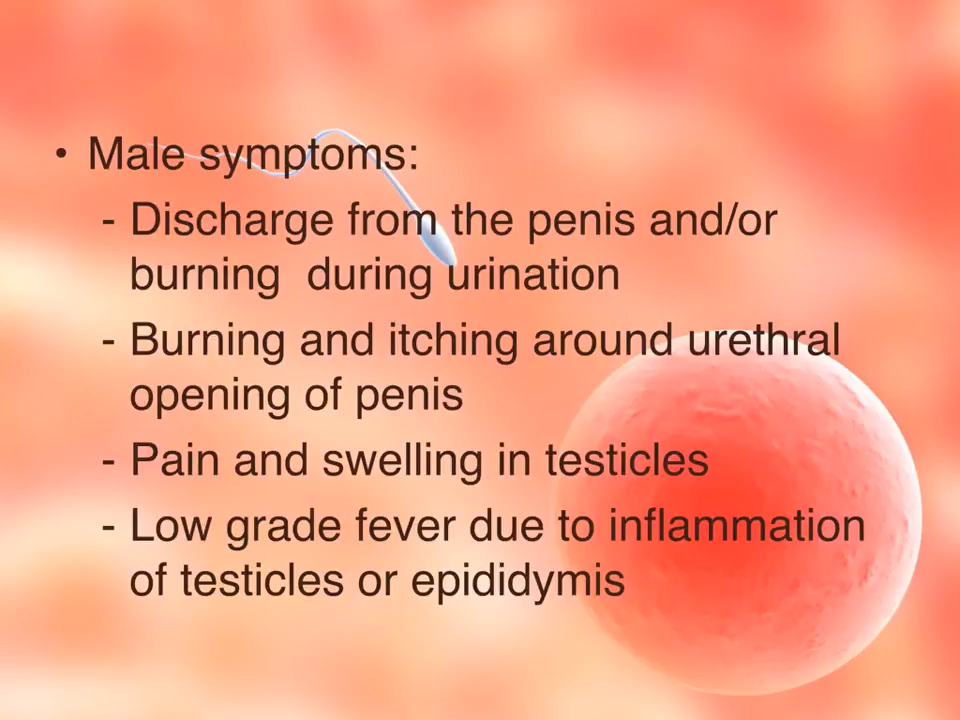 • Male symptoms:
- Discharge from the penis and/or
burning  during urination
- Burning and itching around urethral
opening of penis
- Pain and swelling in testicles
- Low grade fever due to inflammation
of testicles or epididymis